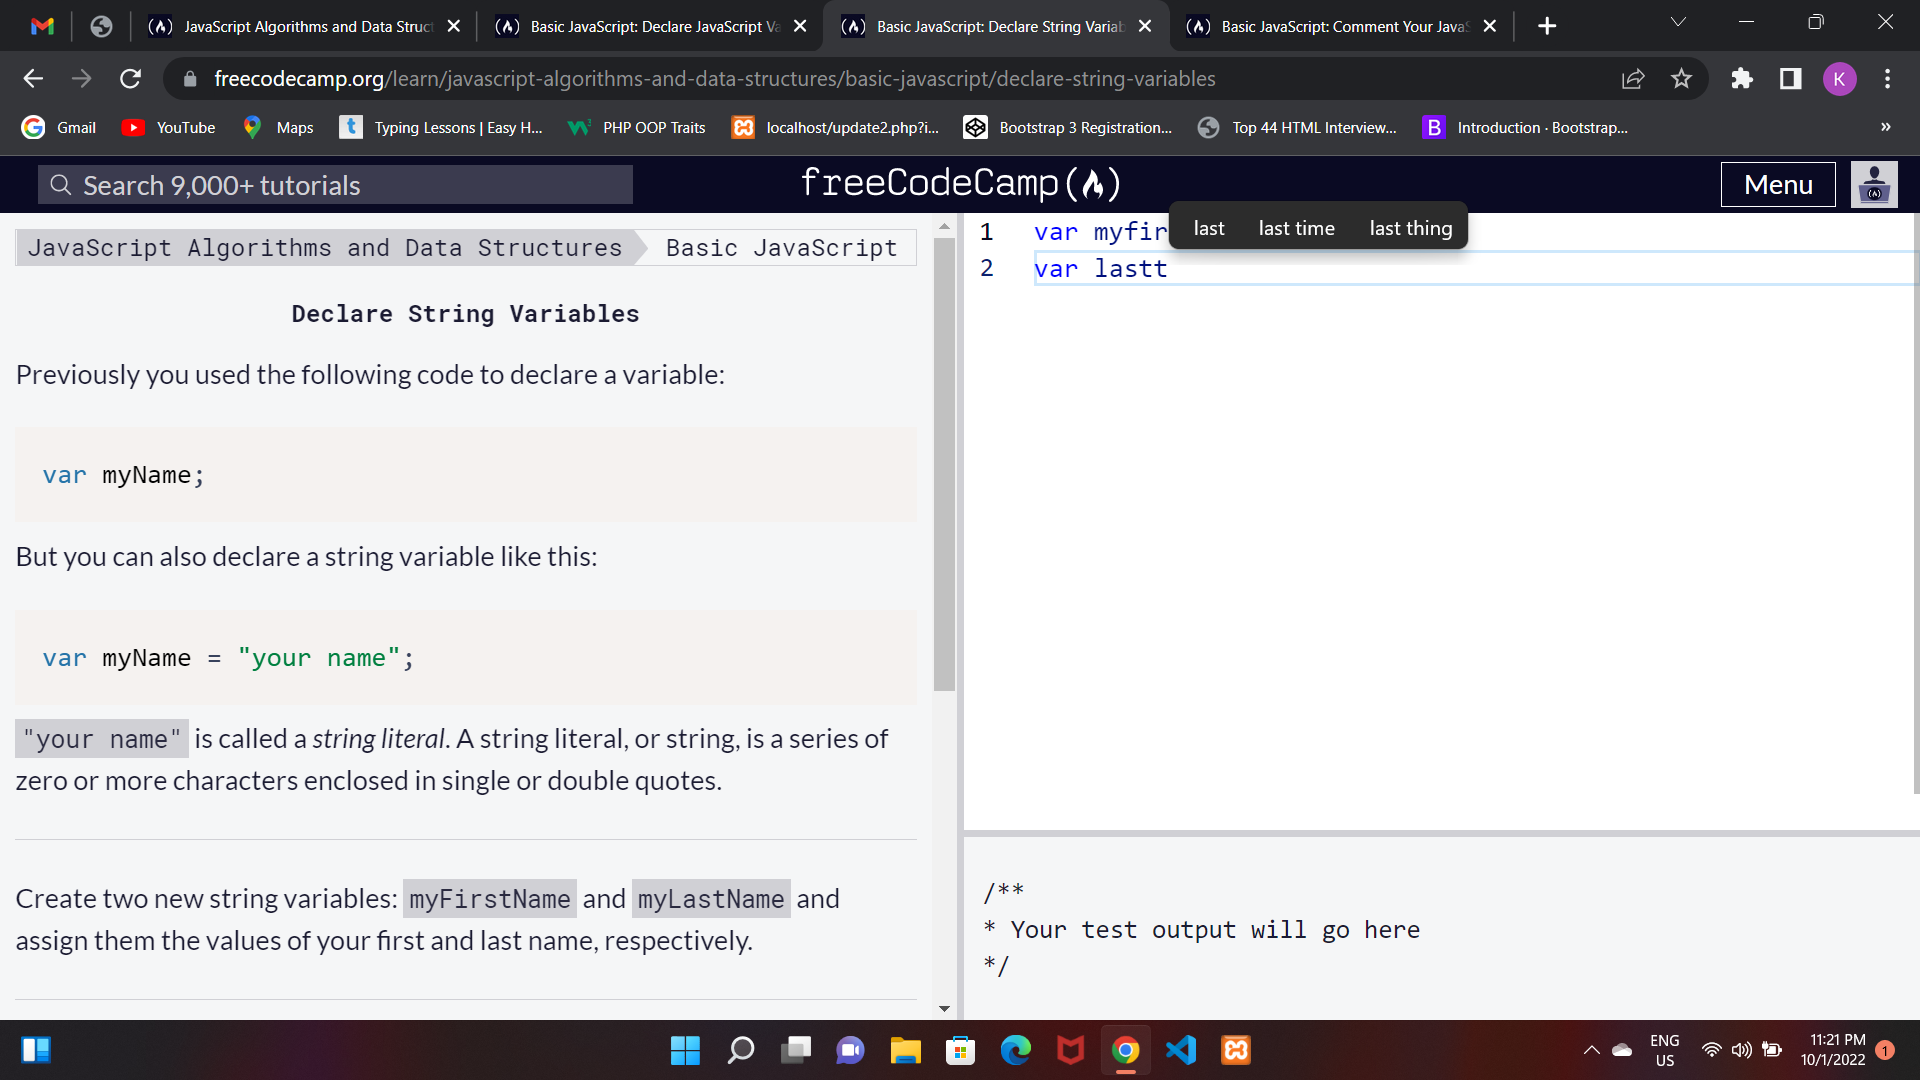 JavaScript Algorithms and Data Struct
Basic JavaScript: Declare JavaScript Va
Basic JavaScript: Declare String Variab
Basic JavaScript: Comment Your JavaS
freecodecamp.org/learn/javascript-algorithms-and-data-structures/basic-javascript/declare-string-variables
K
Gmail
YouTube
Maps
t
Typing Lessons | Easy H...
PHP OOP Traits
localhost/update2.php?i...
Bootstrap 3 Registration...
Top 44 HTML Interview...
B
Introduction · Bootstrap...
»
Search 9,000+ tutorials
freeCodeCamp
Menu
JavaScript Algorithms and Data Structures
Basic JavaScript
Declare String Variables
Previously you used the following code to declare a variable:
var myName;
But you can also declare a string variable like this:
var myName = "your name";
"your name" is called a string literal. A string literal, or string, is a series of
zero or more characters enclosed in single or double quotes.
Create two new string variables: myFirstName and myLastName and
assign them the values of your first and last name, respectively.
last last time last thing
1 var myfir
2 var lastt
/**
* Your test output will go here
*/
ENG
US
11:21 PM
10/1/2022
1